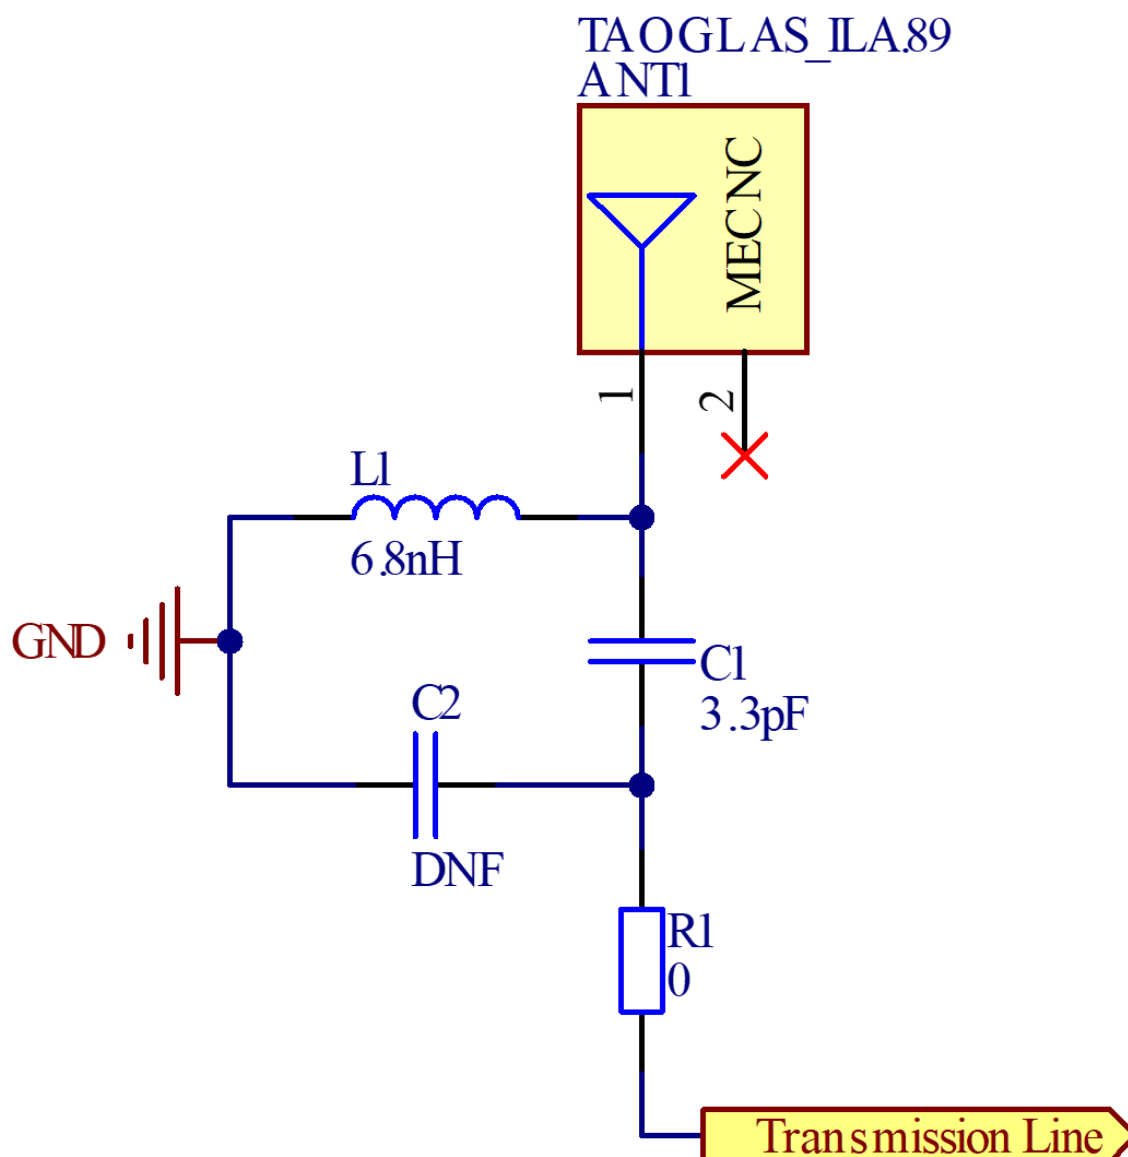 TAOGLAS_ILA.89
ANT1
MECNC
1
2
L1
6.8nH
GND
C1
3.3pF
C2
DNF
R1
0
Transmission Line